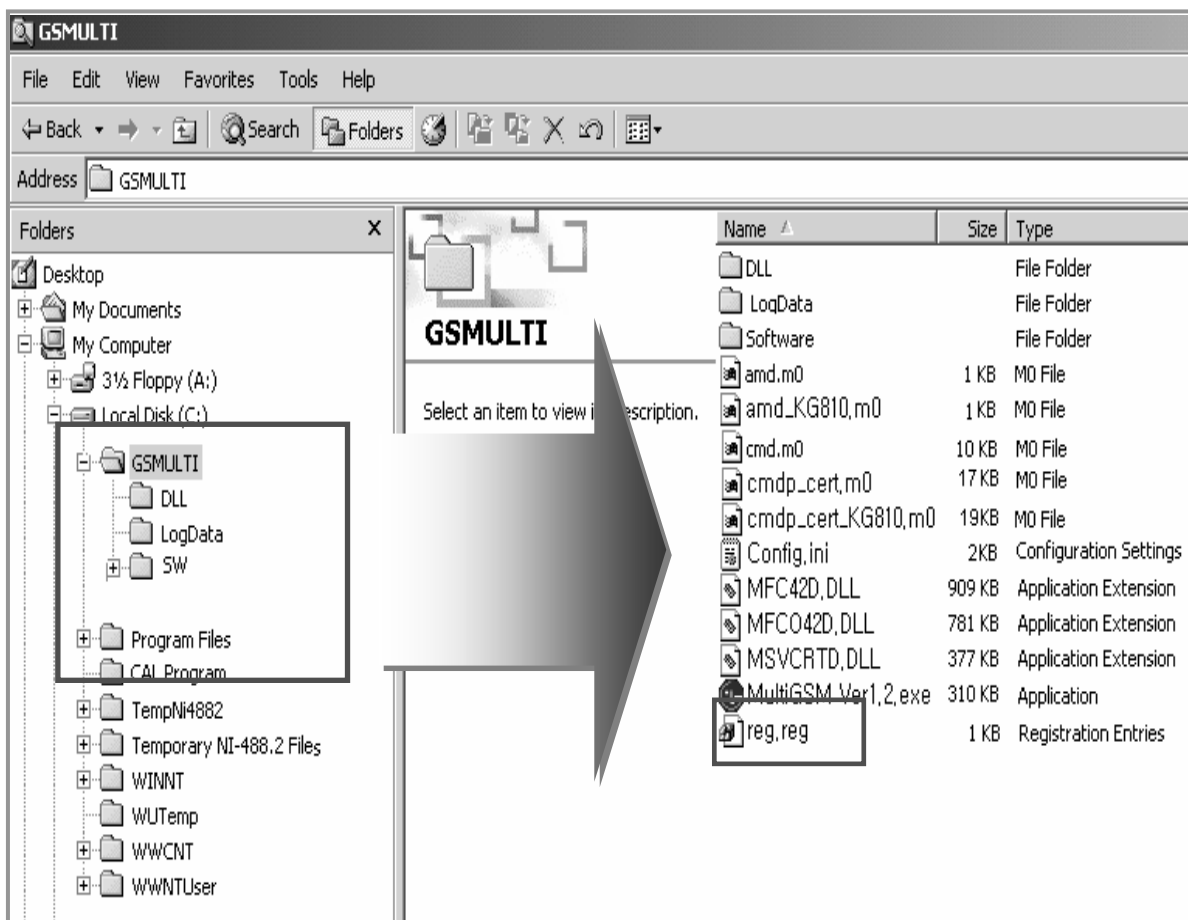 GSMULTI
File Edit View Favorites Tools Help
Back Search Folders
Address GSMULTI
Folders X
Desktop
My Documents
My Computer
3½ Floppy (A:)
Local Disk (C:)
GSMULTI
DLL
LogData
SW
Program Files
CAL Program
TempNi4882
Temporary NI-488.2 Files
WINNT
WUTemp
WWCNT
WWNTUser
GSMULTI
Select an item to view i description.
Name Size Type
DLL File Folder
LogData File Folder
Software File Folder
amd.m0 1 KB M0 File
amd_KG810,m0 1 KB M0 File
cmd.m0 10 KB M0 File
cmdp_cert,m0 17 KB M0 File
cmdp_cert_KG810,m0 19KB M0 File
Config,ini 2KB Configuration Settings
MFC42D,DLL 909 KB Application Extension
MFCO42D,DLL 781 KB Application Extension
MSVCRTD,DLL 377 KB Application Extension
MultiGSM_Ver1,2,exe 310 KB Application
reg,reg 1 KB Registration Entries